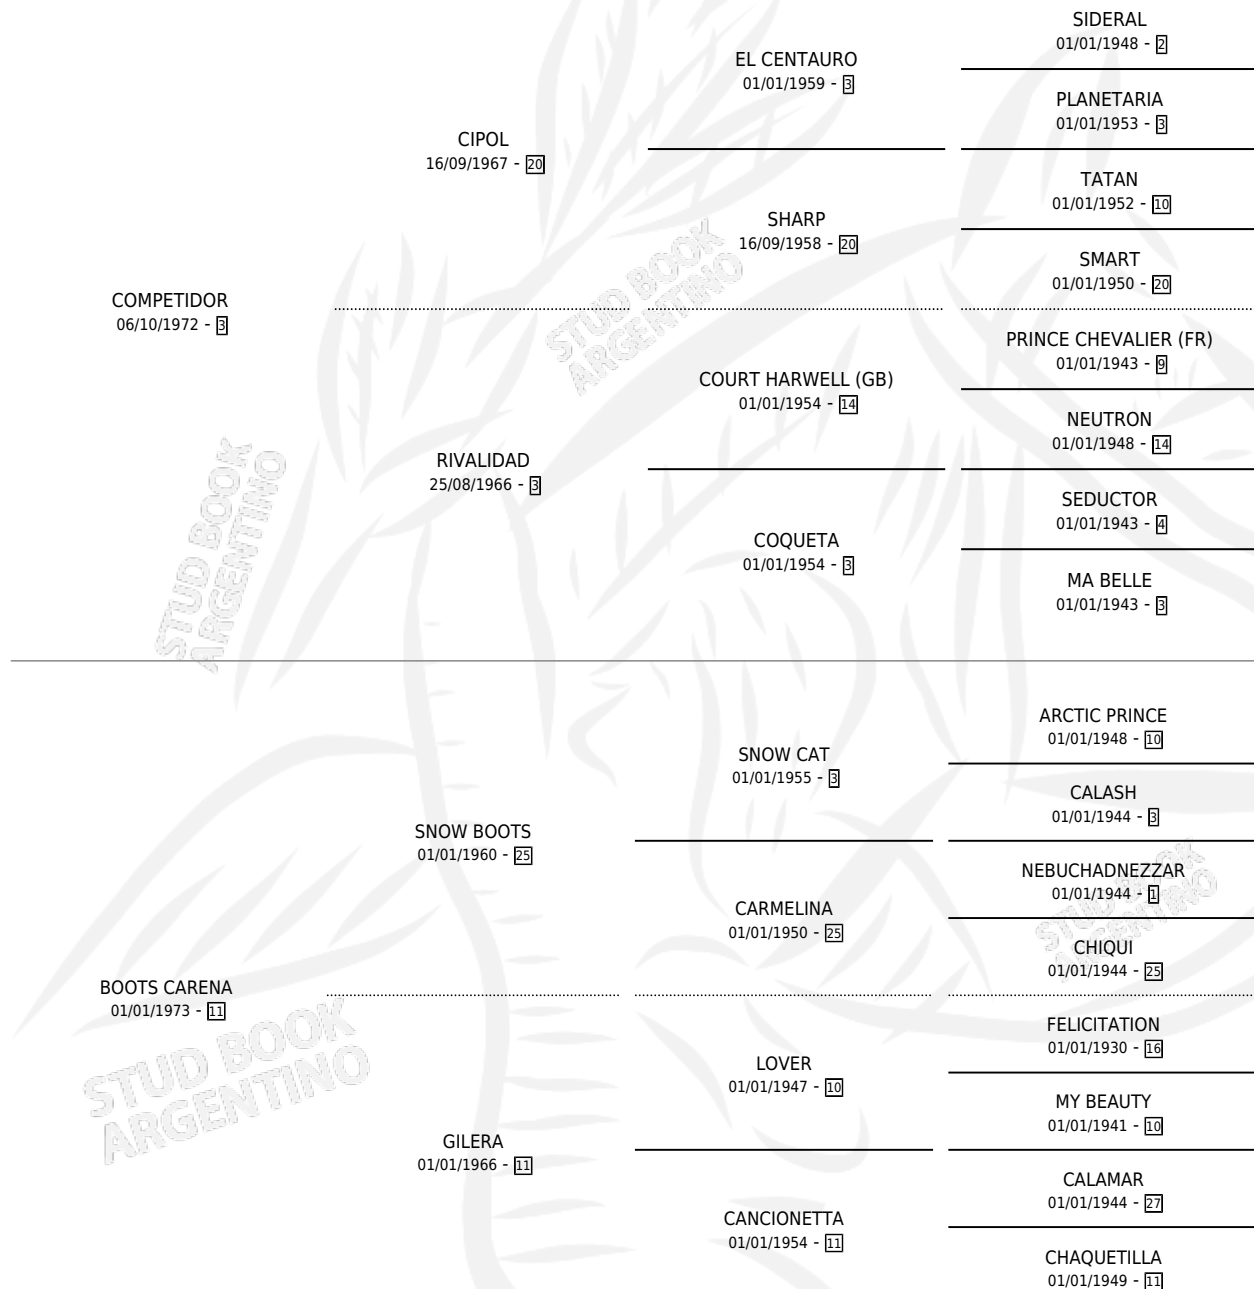 SIDERAL
01/01/1948 - 2
EL CENTAURO
01/01/1959 - 3
PLANETARIA
01/01/1953 - 3
CIPOL
16/09/1967 - 20
TATAN
01/01/1952 - 10
SHARP
16/09/1958 - 20
SMART
01/01/1950 - 20
COMPETIDOR
06/10/1972 - 3
PRINCE CHEVALIER (FR)
01/01/1943 - 9
COURT HARWELL (GB)
01/01/1954 - 14
NEUTRON
01/01/1948 - 14
RIVALIDAD
25/08/1966 - 3
SEDUCTOR
01/01/1943 - 4
COQUETA
01/01/1954 - 3
MA BELLE
01/01/1943 - 3
STUD BOOK
ARGENTINO
STUD BOOK
ARGENTINO
ARCTIC PRINCE
01/01/1948 - 10
SNOW CAT
01/01/1955 - 3
CALASH
01/01/1944 - 3
SNOW BOOTS
01/01/1960 - 25
NEBUCHADNEZZAR
01/01/1944 - 1
CARMELINA
01/01/1950 - 25
CHIQUI
01/01/1944 - 25
STUD BOOK
ARGENTINO
BOOTS CARENA
01/01/1973 - 11
STUD BOOK
ARGENTINO
FELICITATION
01/01/1930 - 16
LOVER
01/01/1947 - 10
MY BEAUTY
01/01/1941 - 10
GILERA
01/01/1966 - 11
CALAMAR
01/01/1944 - 27
CANCIONETTA
01/01/1954 - 11
CHAQUETILLA
01/01/1949 - 11